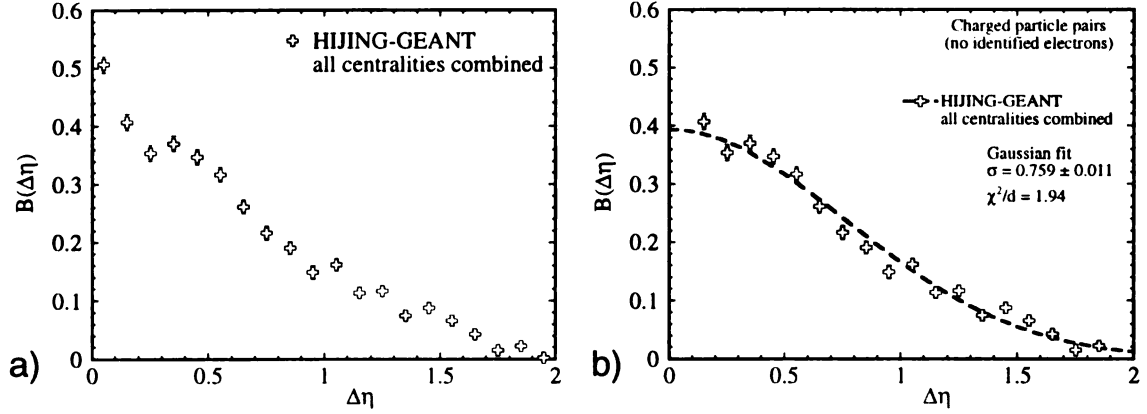 0.6
0.5
0.4
0.3
0.2
0.1
0
B(Δη)
HIJING-GEANT
all centralities combined
0
0.5
1
1.5
2
Δη
a)
0.6
0.5
0.4
0.3
0.2
0.1
0
B(Δη)
Charged particle pairs
(no identified electrons)
HIJING-GEANT
all centralities combined
Gaussian fit
σ = 0.759 ± 0.011
χ²/d = 1.94
0
0.5
1
1.5
2
Δη
b)